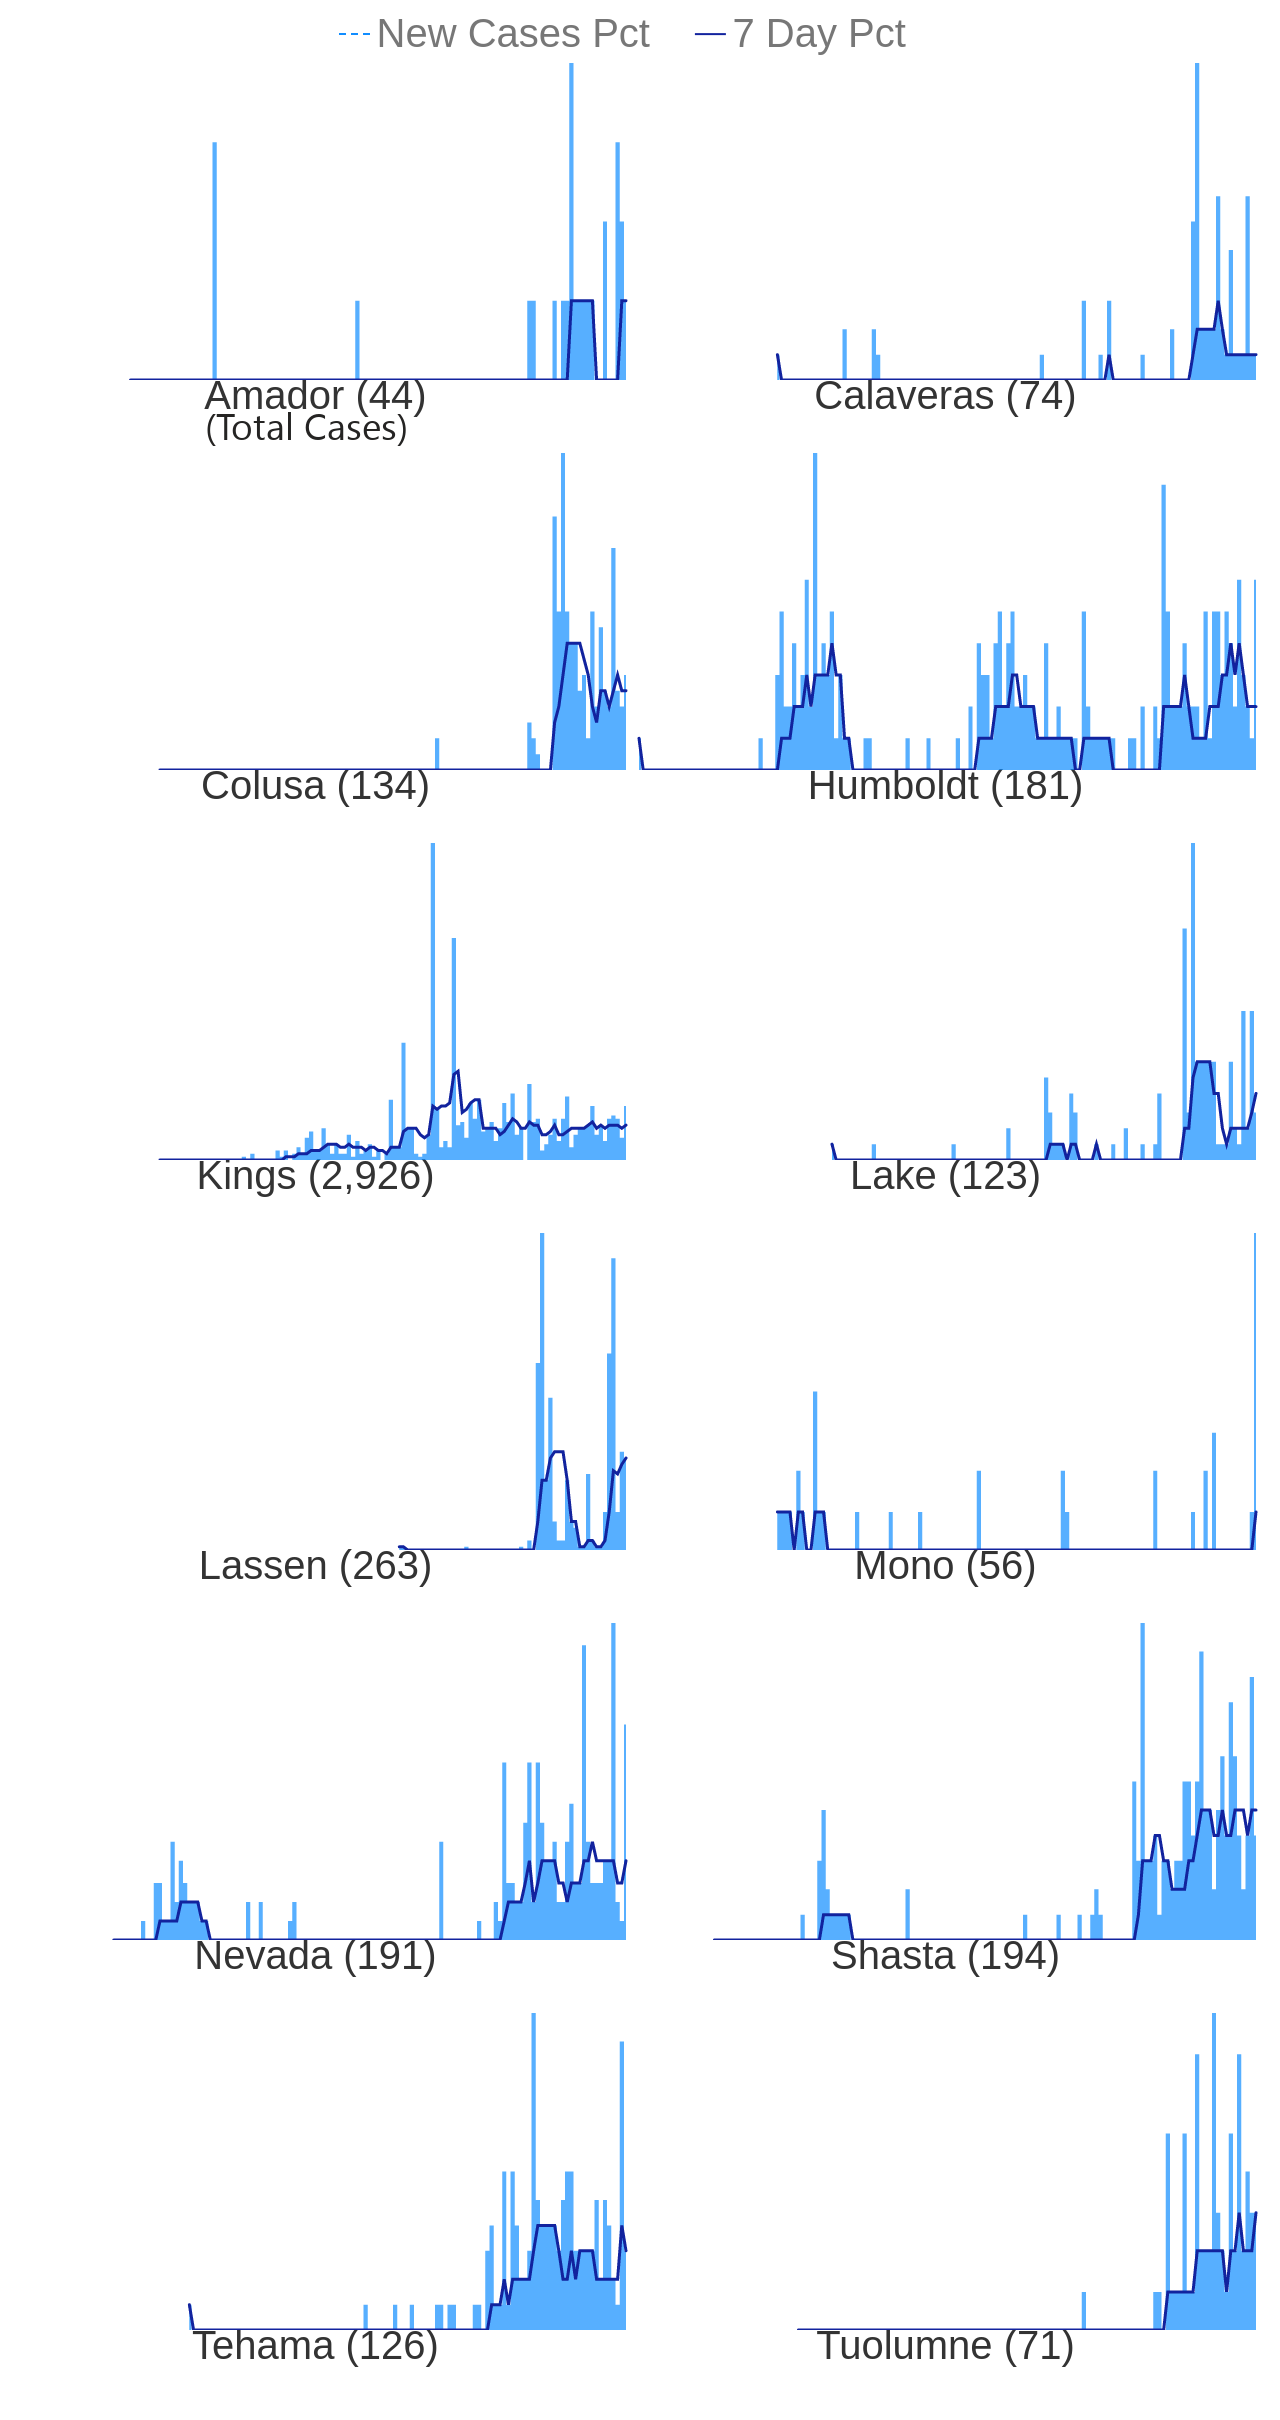 New Cases Pct 7 Day Pct
Amador (44) Calaveras (74)
(Total Cases)
Colusa (134) Humboldt (181)
Kings (2,926) Lake (123)
Lassen (263) Mono (56)
Nevada (191) Shasta (194)
Tehama (126) Tuolumne (71)